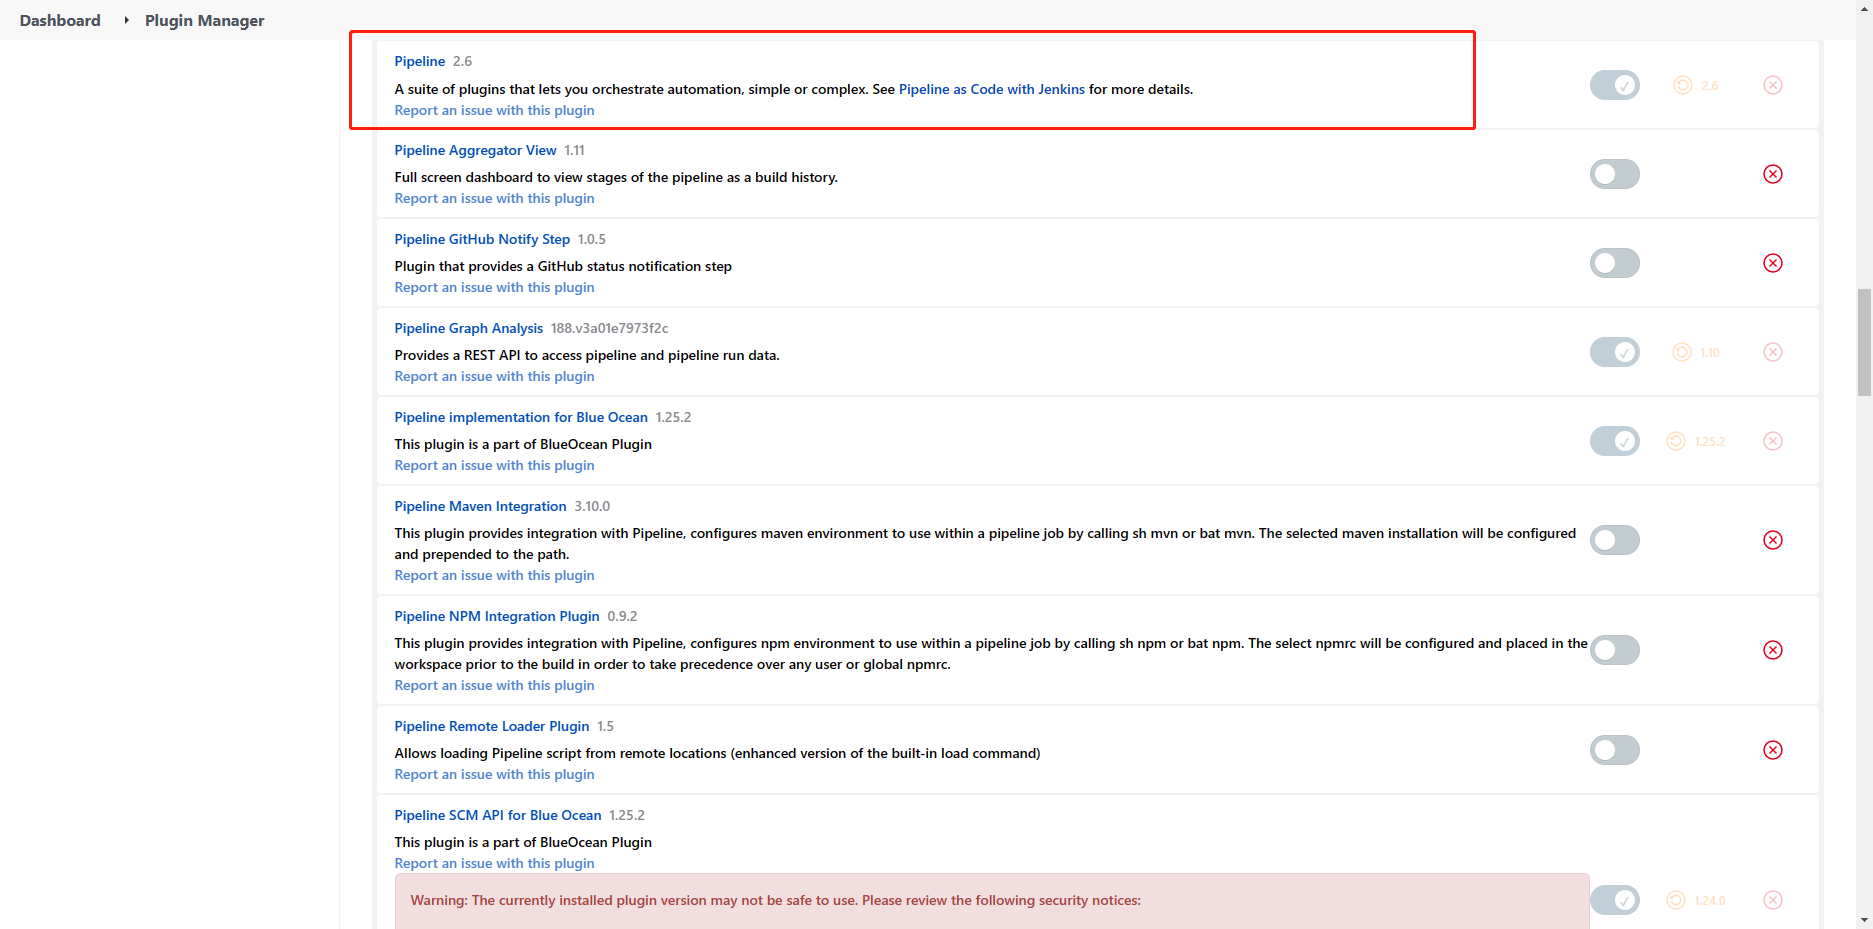 Dashboard Plugin Manager
Pipeline 2.6
A suite of plugins that lets you orchestrate automation, simple or complex. See Pipeline as Code with Jenkins for more details.
Report an issue with this plugin
2.6
Pipeline Aggregator View 1.11
Full screen dashboard to view stages of the pipeline as a build history.
Report an issue with this plugin
Pipeline GitHub Notify Step 1.0.5
Plugin that provides a GitHub status notification step
Report an issue with this plugin
Pipeline Graph Analysis 188.v3a01e7973f2c
Provides a REST API to access pipeline and pipeline run data.
Report an issue with this plugin
1.10
Pipeline implementation for Blue Ocean 1.25.2
This plugin is a part of BlueOcean Plugin
Report an issue with this plugin
1.25.2
Pipeline Maven Integration 3.10.0
This plugin provides integration with Pipeline, configures maven environment to use within a pipeline job by calling sh mvn or bat mvn. The selected maven installation will be configured
and prepended to the path.
Report an issue with this plugin
Pipeline NPM Integration Plugin 0.9.2
This plugin provides integration with Pipeline, configures npm environment to use within a pipeline job by calling sh npm or bat npm. The select npmrc will be configured and placed in the
workspace prior to the build in order to take precedence over any user or global npmrc.
Report an issue with this plugin
Pipeline Remote Loader Plugin 1.5
Allows loading Pipeline script from remote locations (enhanced version of the built-in load command)
Report an issue with this plugin
Pipeline SCM API for Blue Ocean 1.25.2
This plugin is a part of BlueOcean Plugin
Report an issue with this plugin
Warning: The currently installed plugin version may not be safe to use. Please review the following security notices:
1.24.0